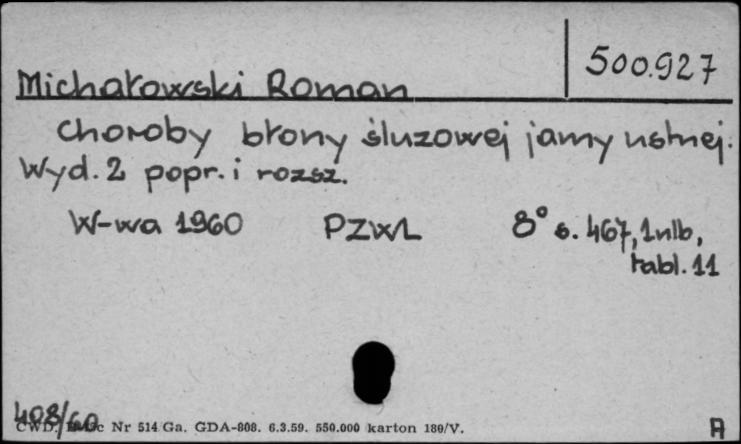 500.927
Michałowski Roman
Choroby błony śluzowej jamy ustnej.
Wyd. 2 popr. i rozsz.
W-wa 1960 PZWL 8° s. 467, 1 nlb,
tabl. 11
408/60
CWD. Nr 514 Ga. GDA-808. 6.3.59. 550.000 karton 180/V.
A